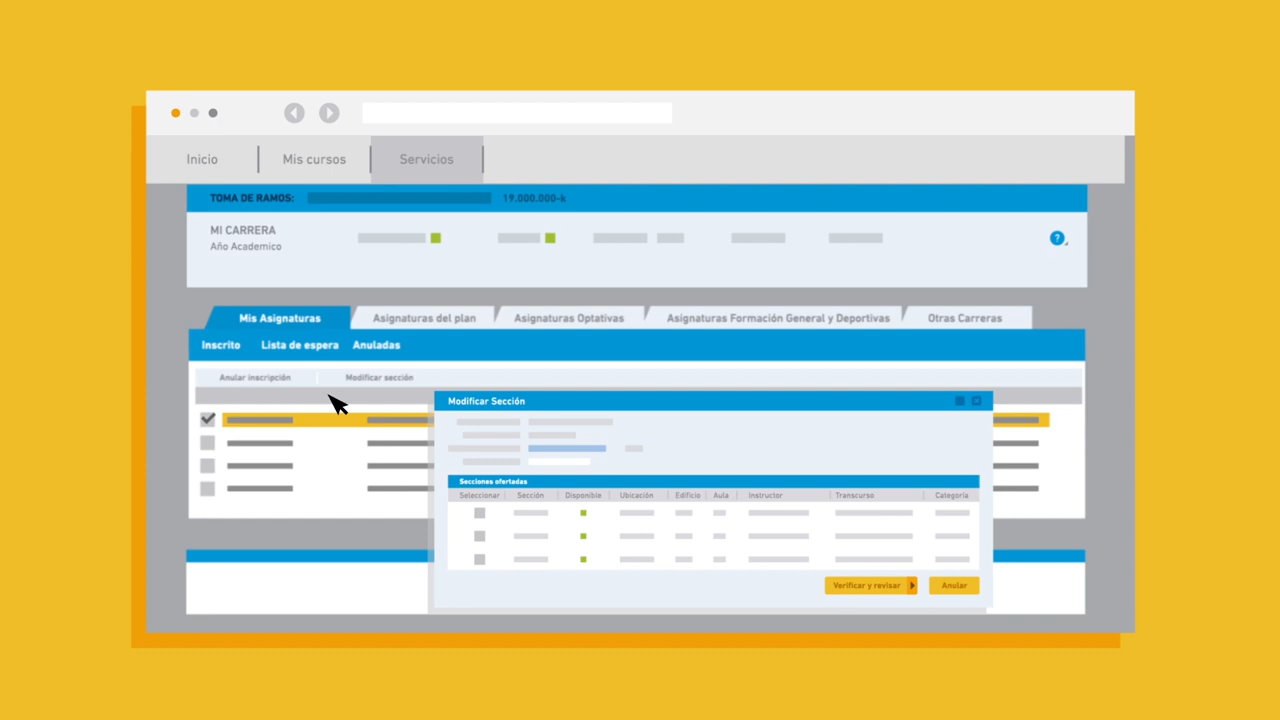 Inicio Mis cursos Servicios
TOMA DE RAMOS: 19.000.000-k
MI CARRERA
Año Academico
?
Mis Asignaturas Asignaturas del plan Asignaturas Optativas Asignaturas Formación General y Deportivas Otras Carreras
Inscrito Lista de espera Anuladas
Anular inscripción Modificar sección
Modificar Sección
Secciones ofertadas
Seleccionar Sección Disponible Ubicación Edificio Aula Instructor Transcurso Categoría
Verificar y revisar Anular